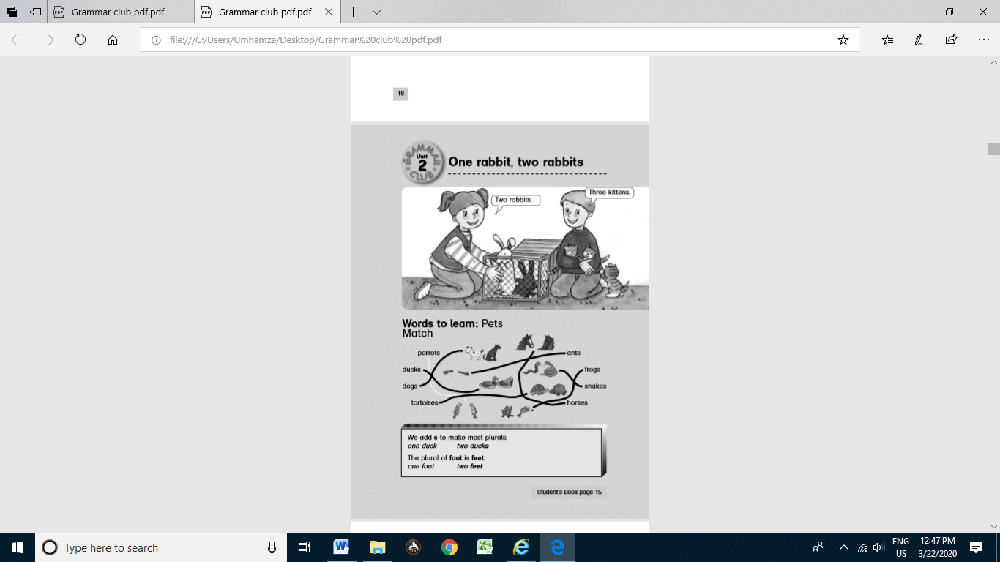 Grammar club pdf.pdf
Grammar club pdf.pdf
file:///C:/Users/Umhamza/Desktop/Grammar%20club%20pdf.pdf
18
GRAMMAR
Unit
2
CLUB
One rabbit, two rabbits
Two rabbits.
Three kittens.
Words to learn: Pets
Match
parrots
ants
ducks
frogs
dogs
snakes
tortoises
horses
We add s to make most plurals.
one duck two ducks
The plural of foot is feet.
one foot two feet
Student's Book page 15
Type here to search
ENG
US
12:47 PM
3/22/2020